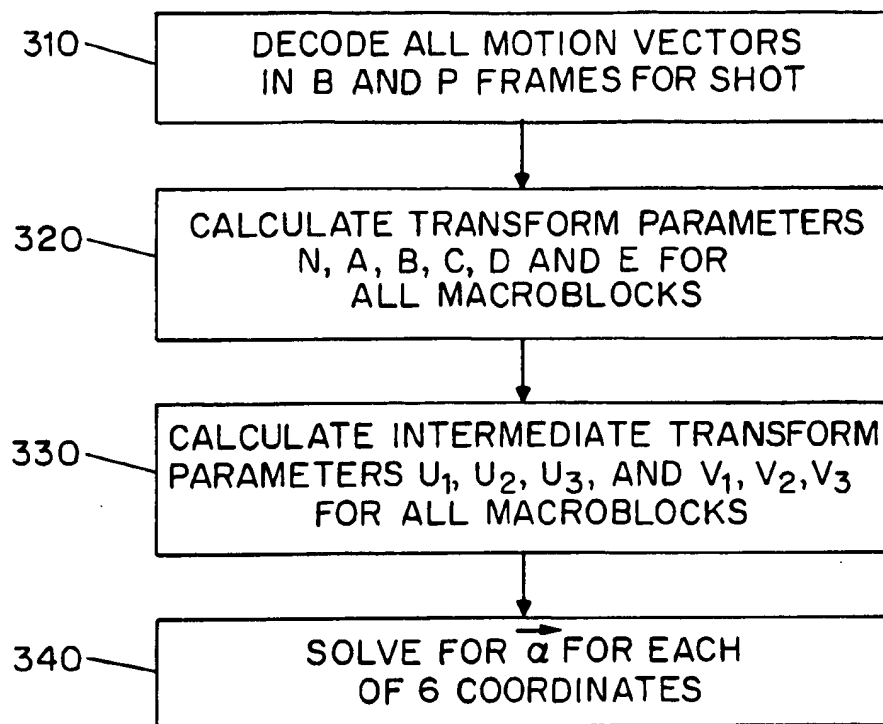 310
DECODE ALL MOTION VECTORS
IN B AND P FRAMES FOR SHOT
320
CALCULATE TRANSFORM PARAMETERS
N, A, B, C, D AND E FOR
ALL MACROBLOCKS
330
CALCULATE INTERMEDIATE TRANSFORM
PARAMETERS U₁, U₂, U₃, AND V₁, V₂, V₃
FOR ALL MACROBLOCKS
340
SOLVE FOR α⃗ FOR EACH
OF 6 COORDINATES